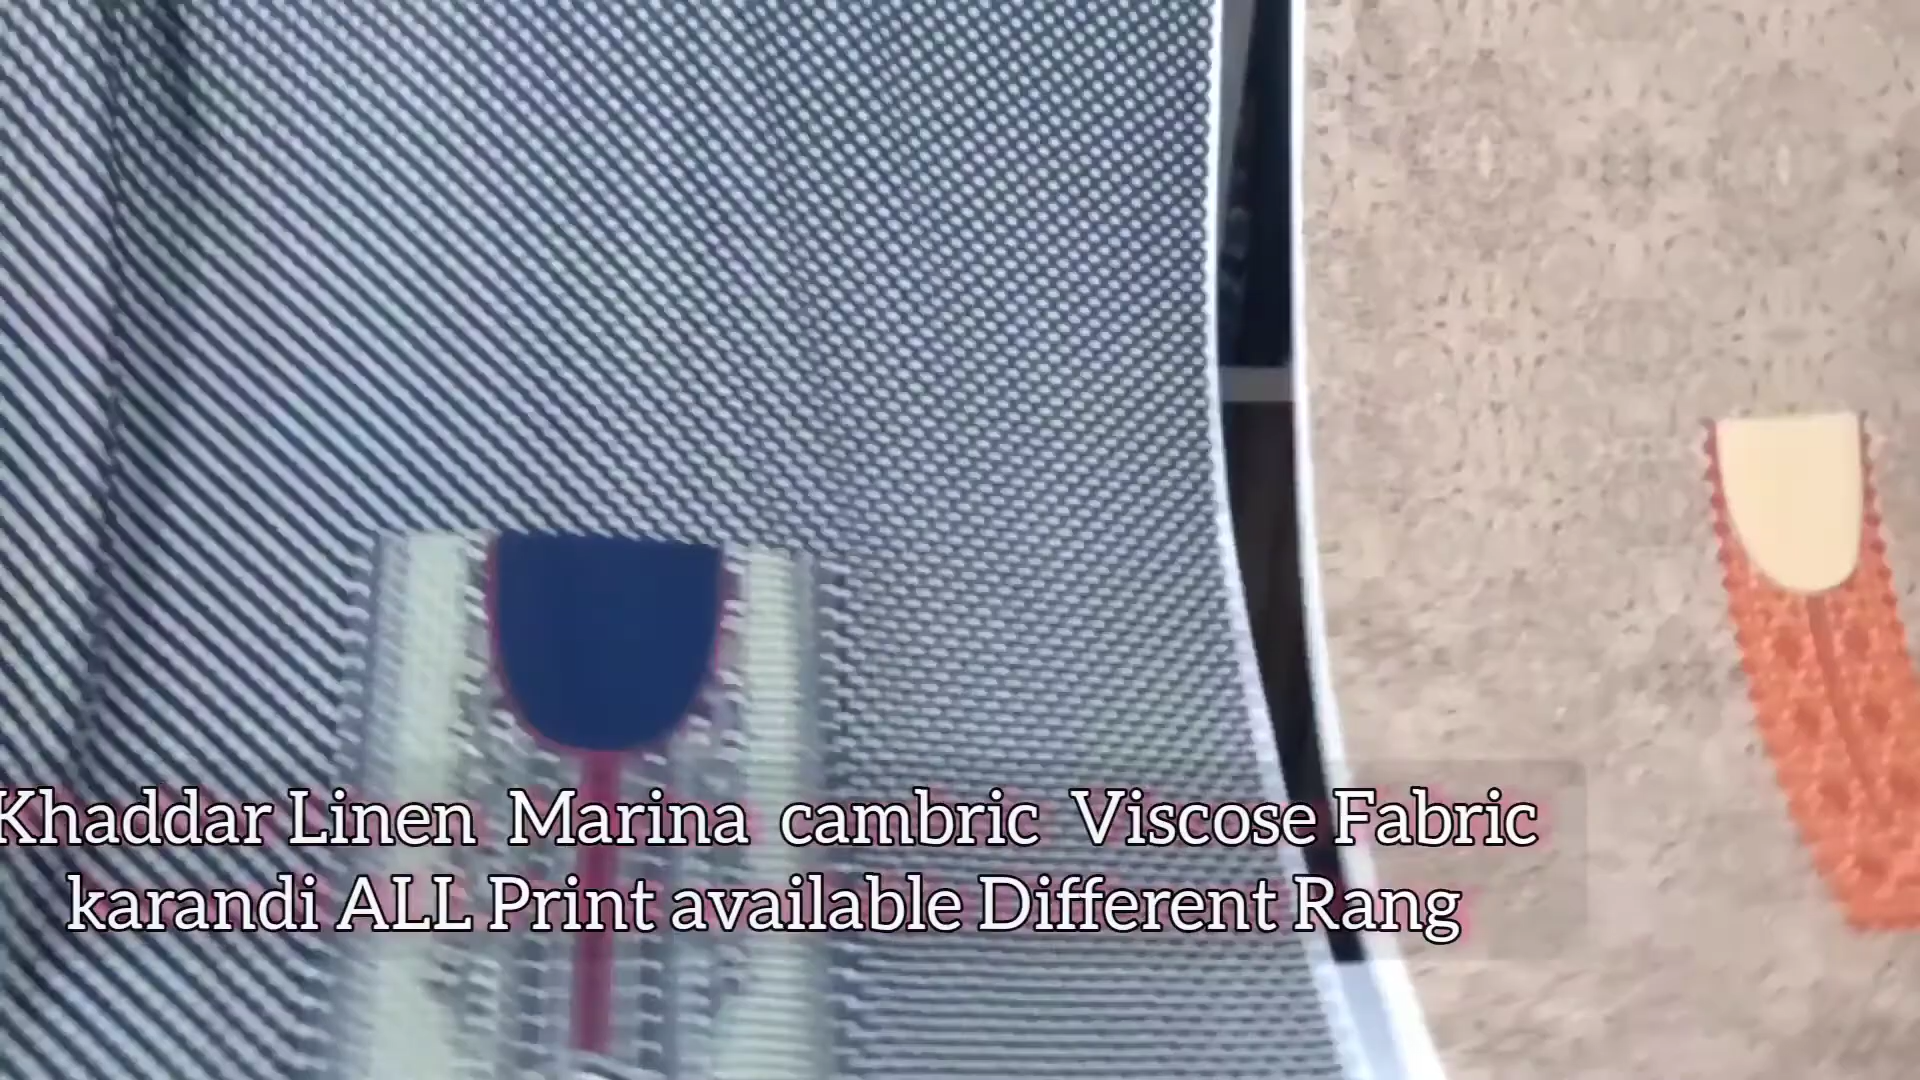 Khaddar Linen Marina cambric Viscose Fabric
karandi ALL Print available Different Rang